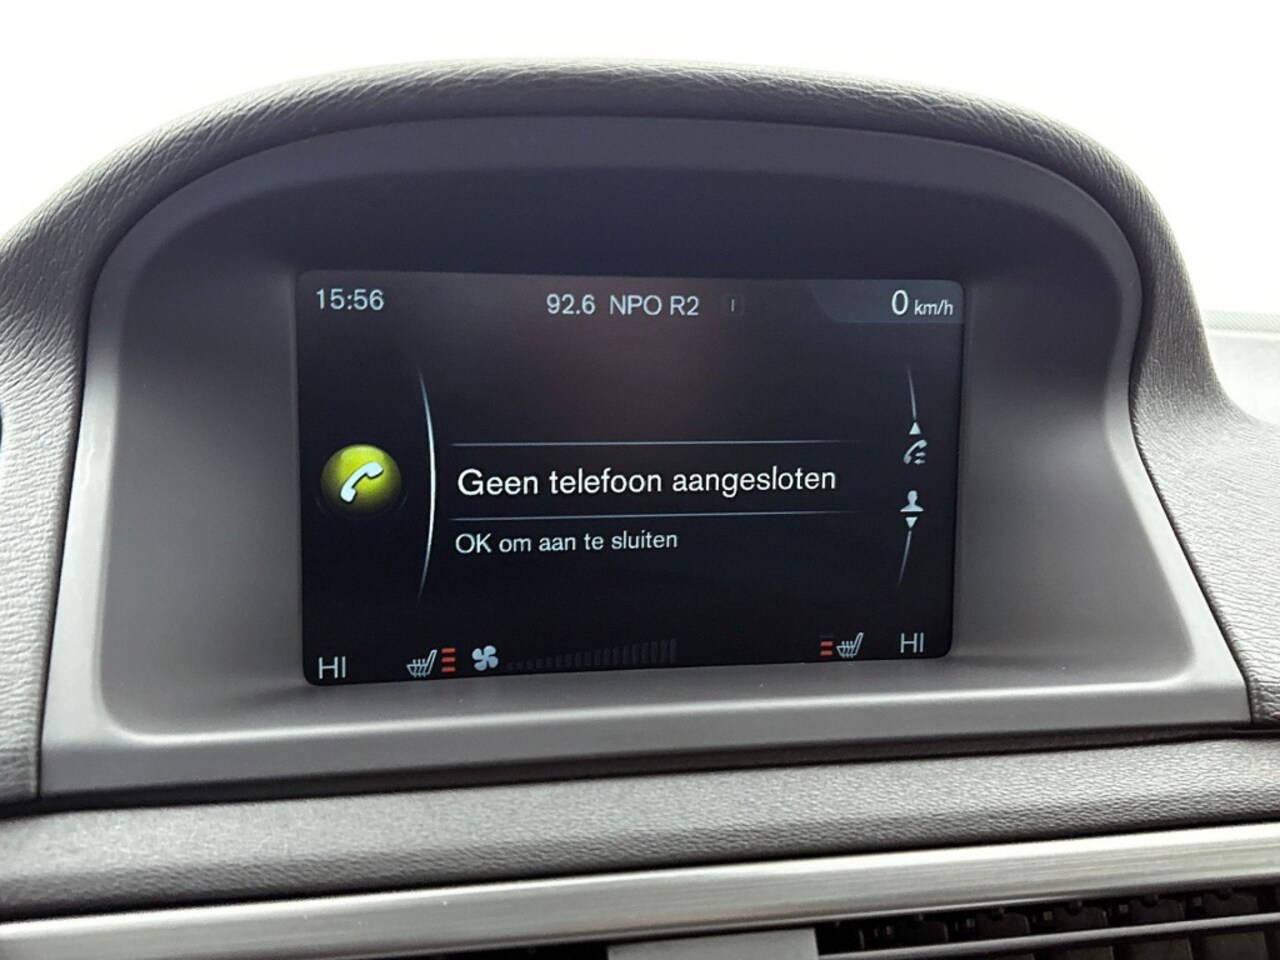 15:56
92.6 NPO R2
0 km/h
Geen telefoon aangesloten
OK om aan te sluiten
HI
HI